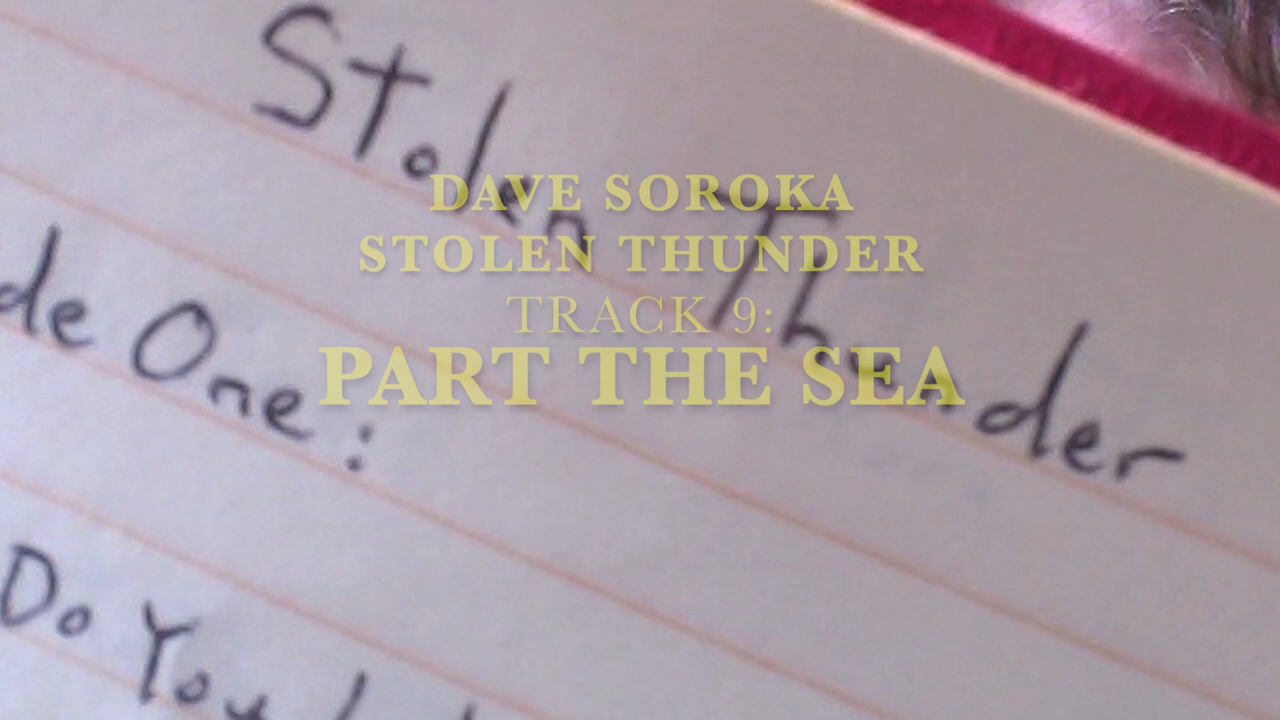 Stolen Thunder
DAVE SOROKA
STOLEN THUNDER
TRACK 9:
PART THE SEA
de One:
Do You